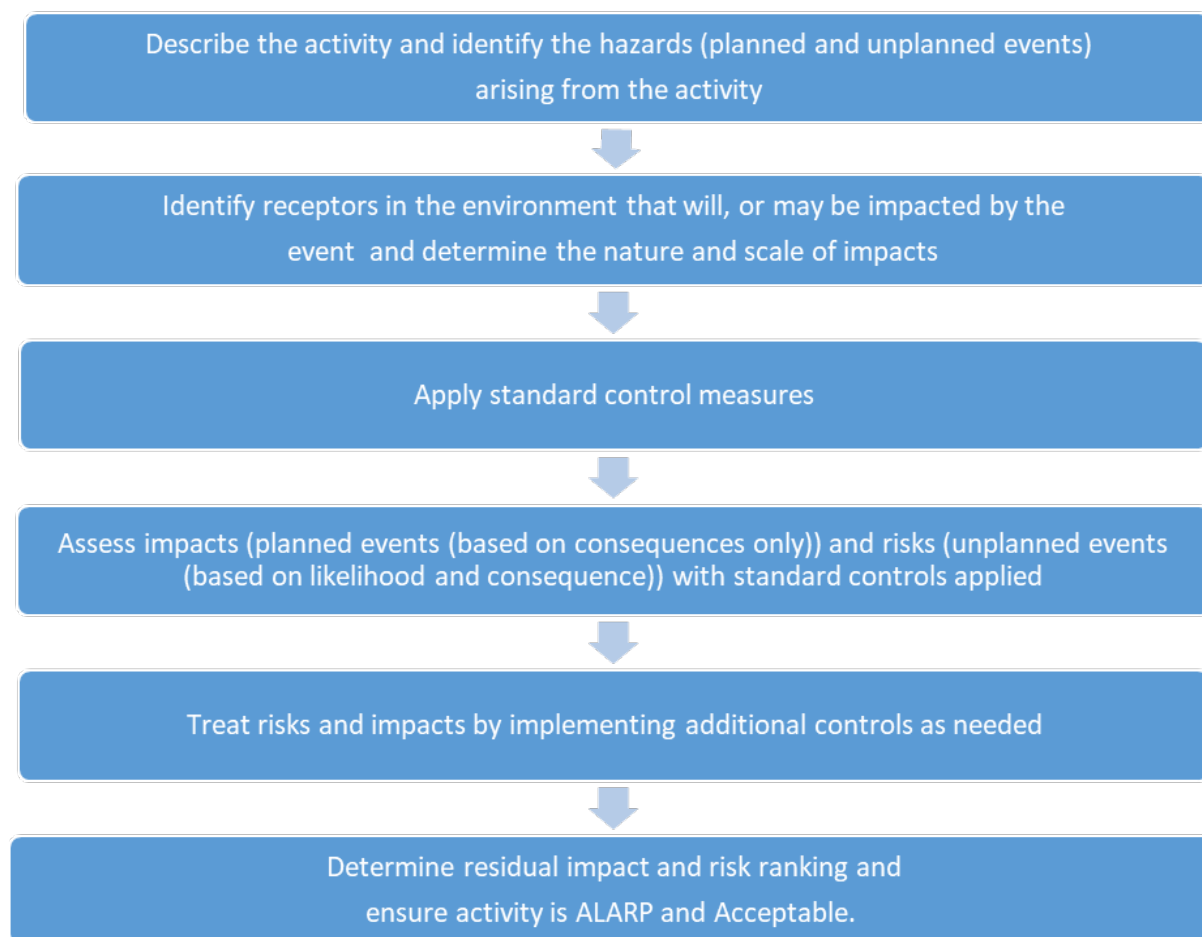 Describe the activity and identify the hazards (planned and unplanned events)
arising from the activity
Identify receptors in the environment that will, or may be impacted by the
event  and determine the nature and scale of impacts
Apply standard control measures
Assess impacts (planned events (based on consequences only)) and risks (unplanned events
(based on likelihood and consequence)) with standard controls applied
Treat risks and impacts by implementing additional controls as needed
Determine residual impact and risk ranking and
ensure activity is ALARP and Acceptable.